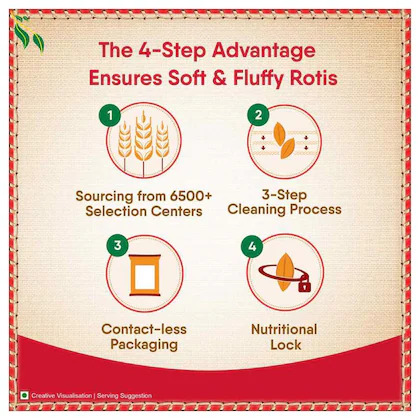 The 4-Step Advantage
Ensures Soft & Fluffy Rotis
1
2
Sourcing from 6500+
Selection Centers
3-Step
Cleaning Process
3
4
Contact-less
Packaging
Nutritional
Lock
Creative Visualisation | Serving Suggestion